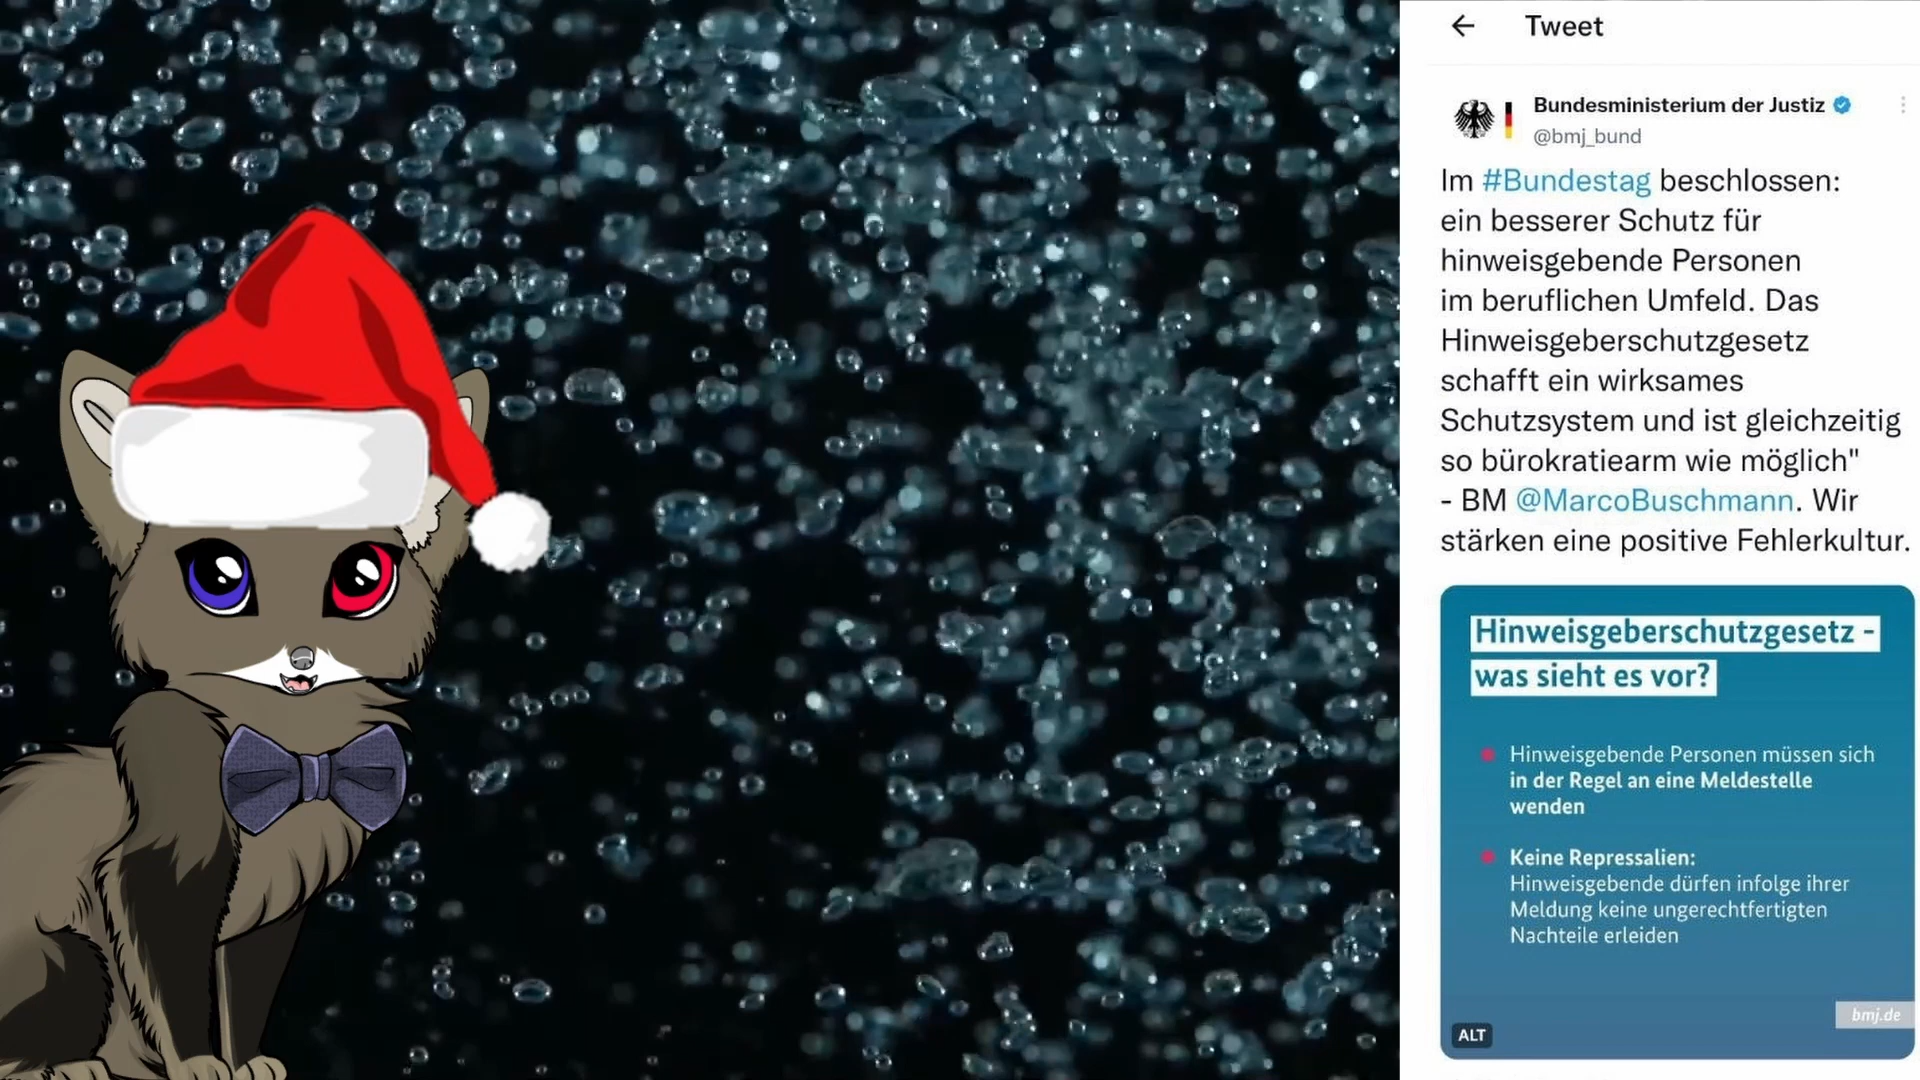 Tweet
Bundesministerium der Justiz
@bmj_bund
Im #Bundestag beschlossen:
ein besserer Schutz für
hinweisgebende Personen
im beruflichen Umfeld. Das
Hinweisgeberschutzgesetz
schafft ein wirksames
Schutzsystem und ist gleichzeitig
so bürokratiearm wie möglich"
- BM @MarcoBuschmann. Wir
stärken eine positive Fehlerkultur.
Hinweisgeberschutzgesetz -
was sieht es vor?
Hinweisgebende Personen müssen sich
in der Regel an eine Meldestelle
wenden
Keine Repressalien:
Hinweisgebende dürfen infolge ihrer
Meldung keine ungerechtfertigten
Nachteile erleiden
bmj.de
ALT